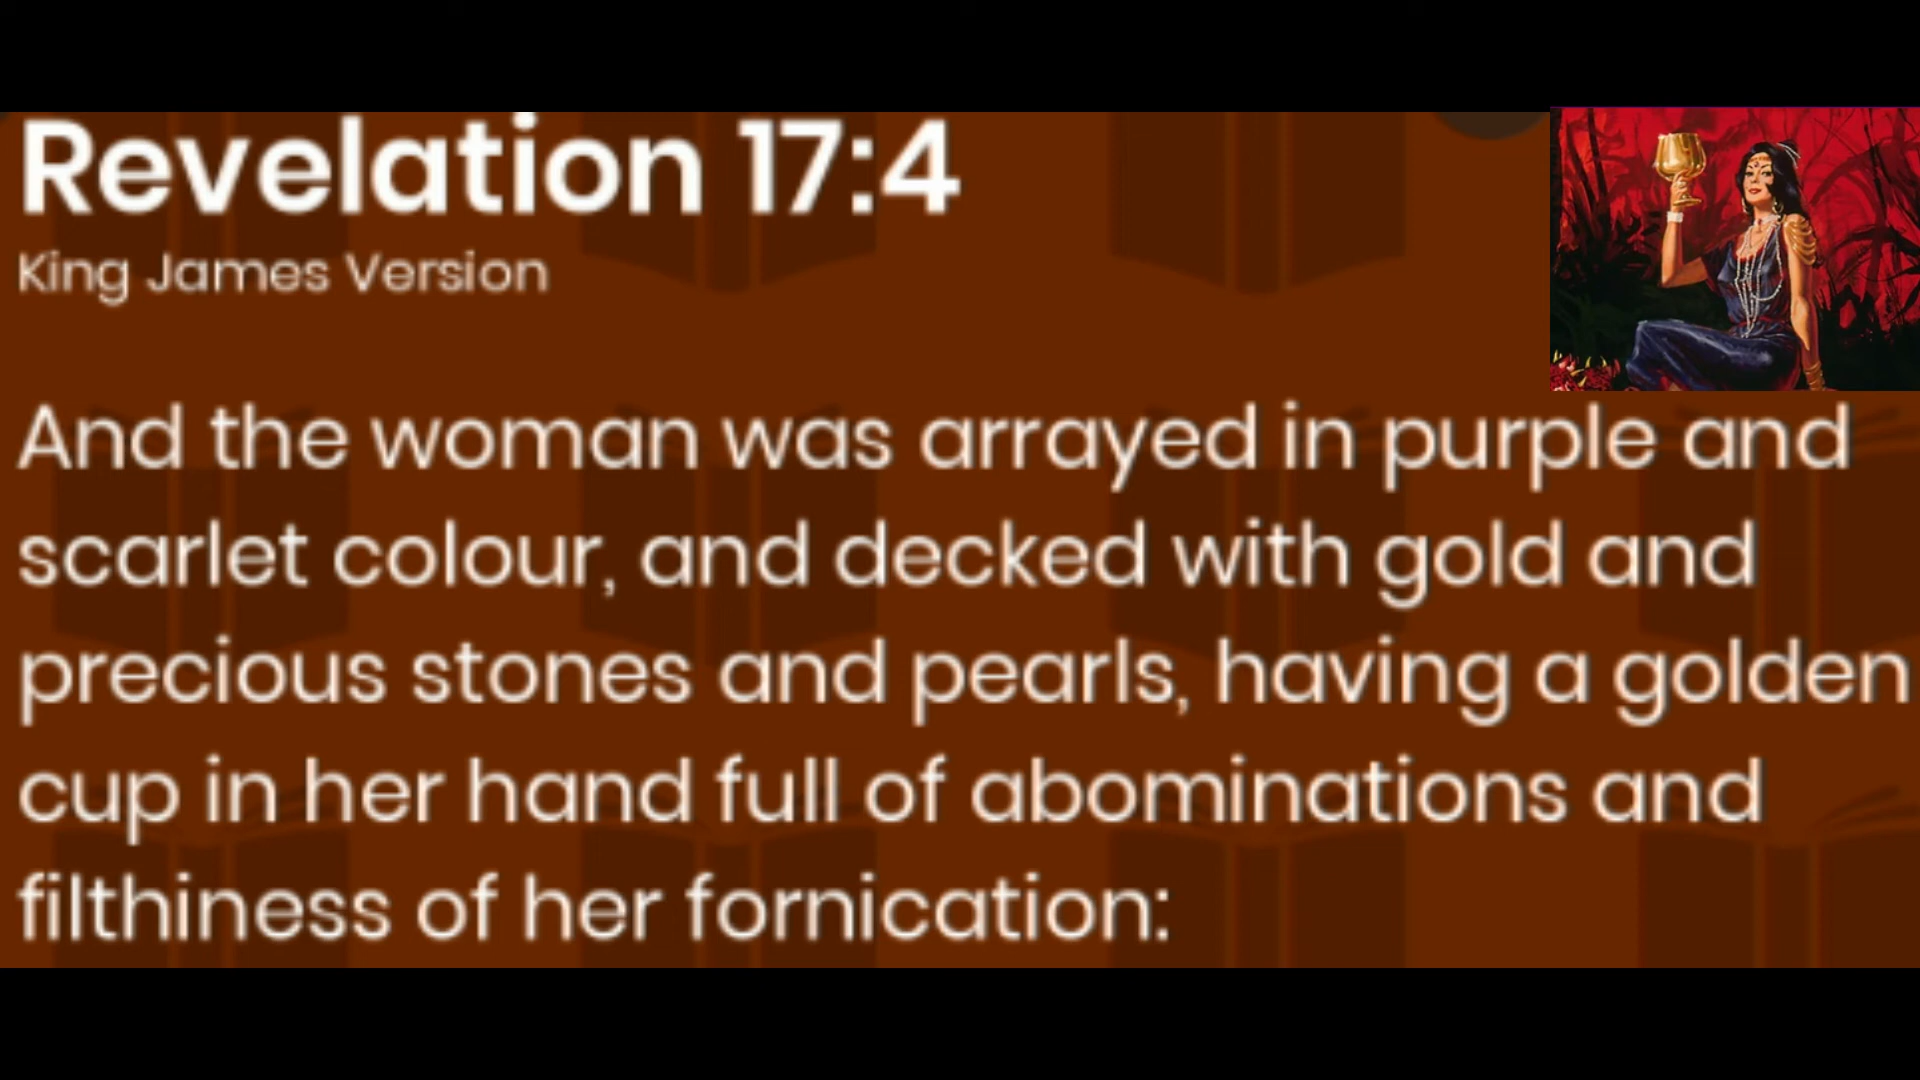 Revelation 17:4
King James Version
And the woman was arrayed in purple and
scarlet colour, and decked with gold and
precious stones and pearls, having a golden
cup in her hand full of abominations and
filthiness of her fornication: